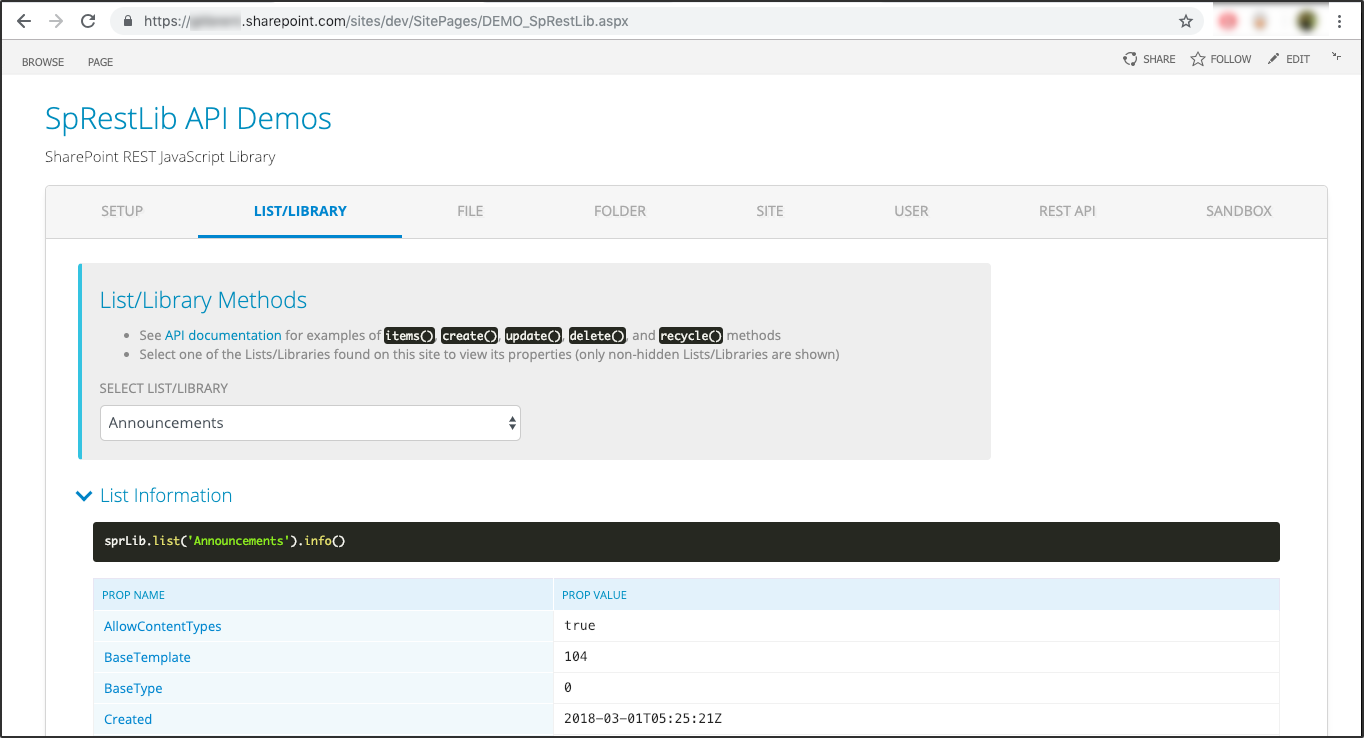 https://.sharepoint.com/sites/dev/SitePages/DEMO_SpRestLib.aspx
BROWSE PAGE SHARE FOLLOW EDIT
SpRestLib API Demos
SharePoint REST JavaScript Library
SETUP LIST/LIBRARY FILE FOLDER SITE USER REST API SANDBOX
List/Library Methods
See API documentation for examples of items(), create(), update(), delete(), and recycle() methods
Select one of the Lists/Libraries found on this site to view its properties (only non-hidden Lists/Libraries are shown)
SELECT LIST/LIBRARY
Announcements
List Information
sprLib.list('Announcements').info()
PROP NAME PROP VALUE
AllowContentTypes true
BaseTemplate 104
BaseType 0
Created 2018-03-01T05:25:21Z